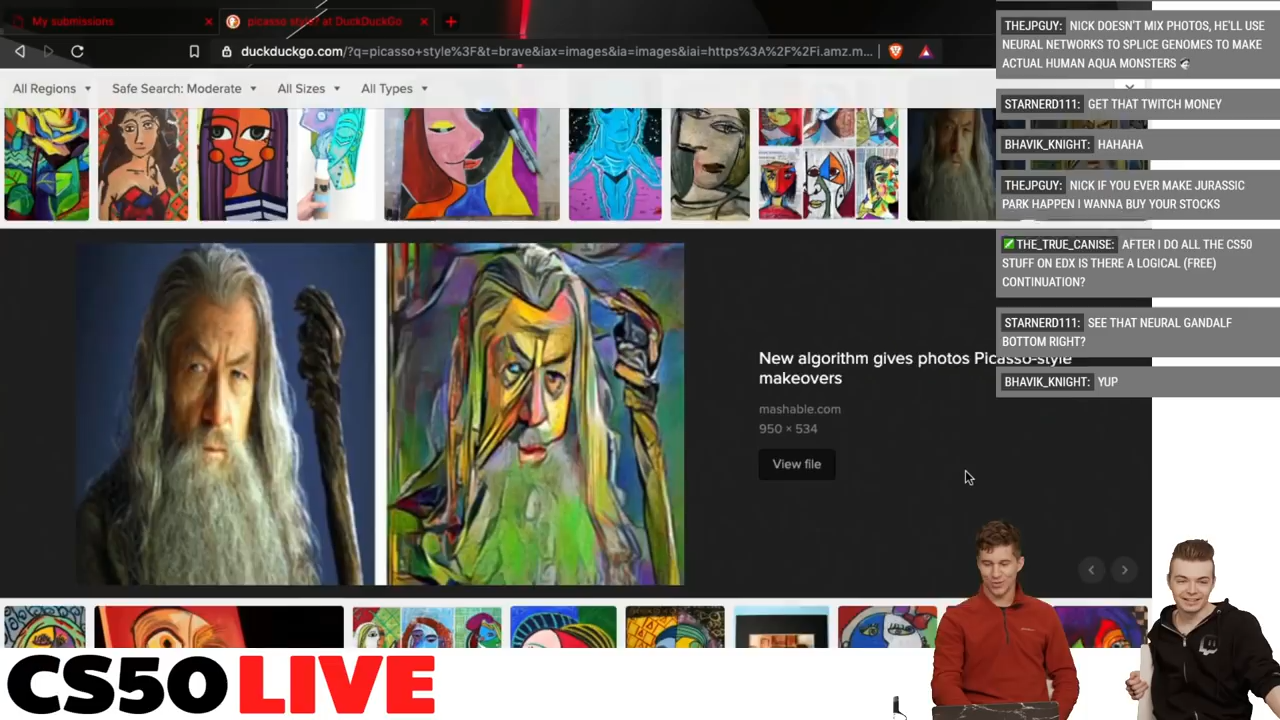 My submissions
picasso style? at DuckDuckGo
duckduckgo.com/?q=picasso+style%3F&t=brave&iax=images&ia=images&iai=https%3A%2F%2Fi.amz.m...
All Regions
Safe Search: Moderate
All Sizes
All Types
New algorithm gives photos Picasso-style
makeovers
mashable.com
950 × 534
View file
THEJPGUY: NICK DOESN'T MIX PHOTOS, HE'LL USE
NEURAL NETWORKS TO SPLICE GENOMES TO MAKE
ACTUAL HUMAN AQUA MONSTERS
STARNERD111: GET THAT TWITCH MONEY
BHAVIK_KNIGHT: HAHAHA
THEJPGUY: NICK IF YOU EVER MAKE JURASSIC
PARK HAPPEN I WANNA BUY YOUR STOCKS
THE_TRUE_CANISE: AFTER I DO ALL THE CS50
STUFF ON EDX IS THERE A LOGICAL (FREE)
CONTINUATION?
STARNERD111: SEE THAT NEURAL GANDALF
BOTTOM RIGHT?
BHAVIK_KNIGHT: YUP
CS50 LIVE